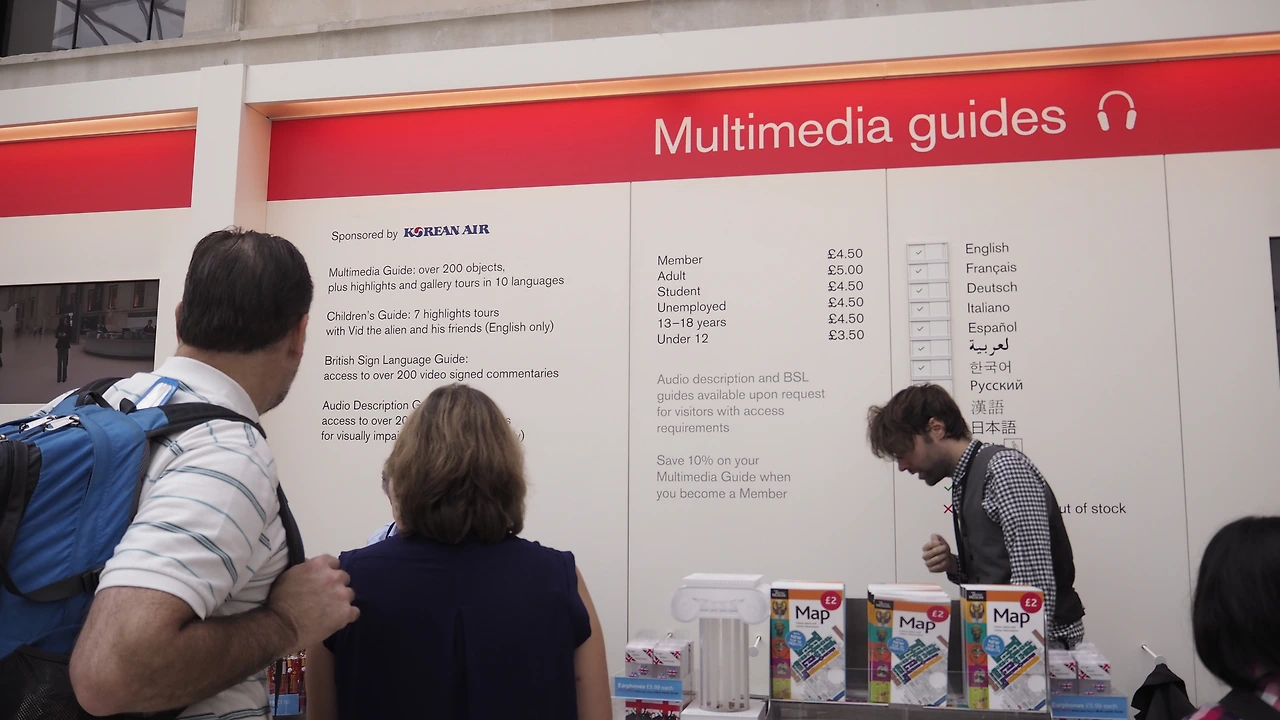 Multimedia guides
Sponsored by KOREAN AIR
Multimedia Guide: over 200 objects,
plus highlights and gallery tours in 10 languages
Children's Guide: 7 highlights tours
with Vid the alien and his friends (English only)
British Sign Language Guide:
access to over 200 video signed commentaries
Audio Description
access to over
for visually
Member £4.50
Adult £5.00
Student £4.50
Unemployed £4.50
13–18 years £4.50
Under 12 £3.50
Audio description and BSL
guides available upon request
for visitors with access
requirements
Save 10% on your
Multimedia Guide when
you become a Member
English
Français
Deutsch
Italiano
Español
لعربية
한국어
Русский
漢語
日本語
of stock
£2
Map
£2
Map
£2
Map
Earphones £5.99 each